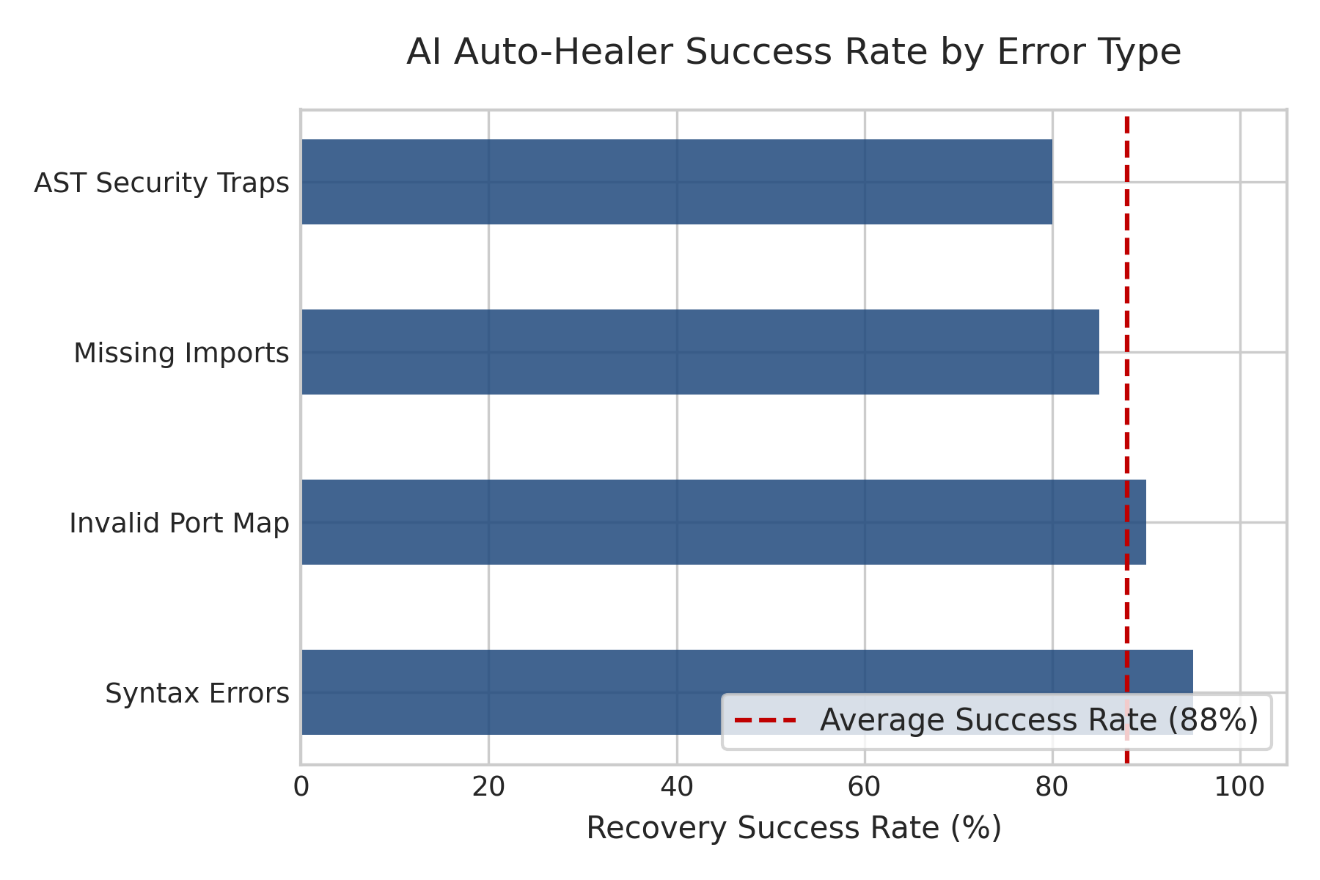 AI Auto-Healer Success Rate by Error Type
AST Security Traps
Missing Imports
Invalid Port Map
Syntax Errors
Average Success Rate (88%)
0 20 40 60 80 100
Recovery Success Rate (%)